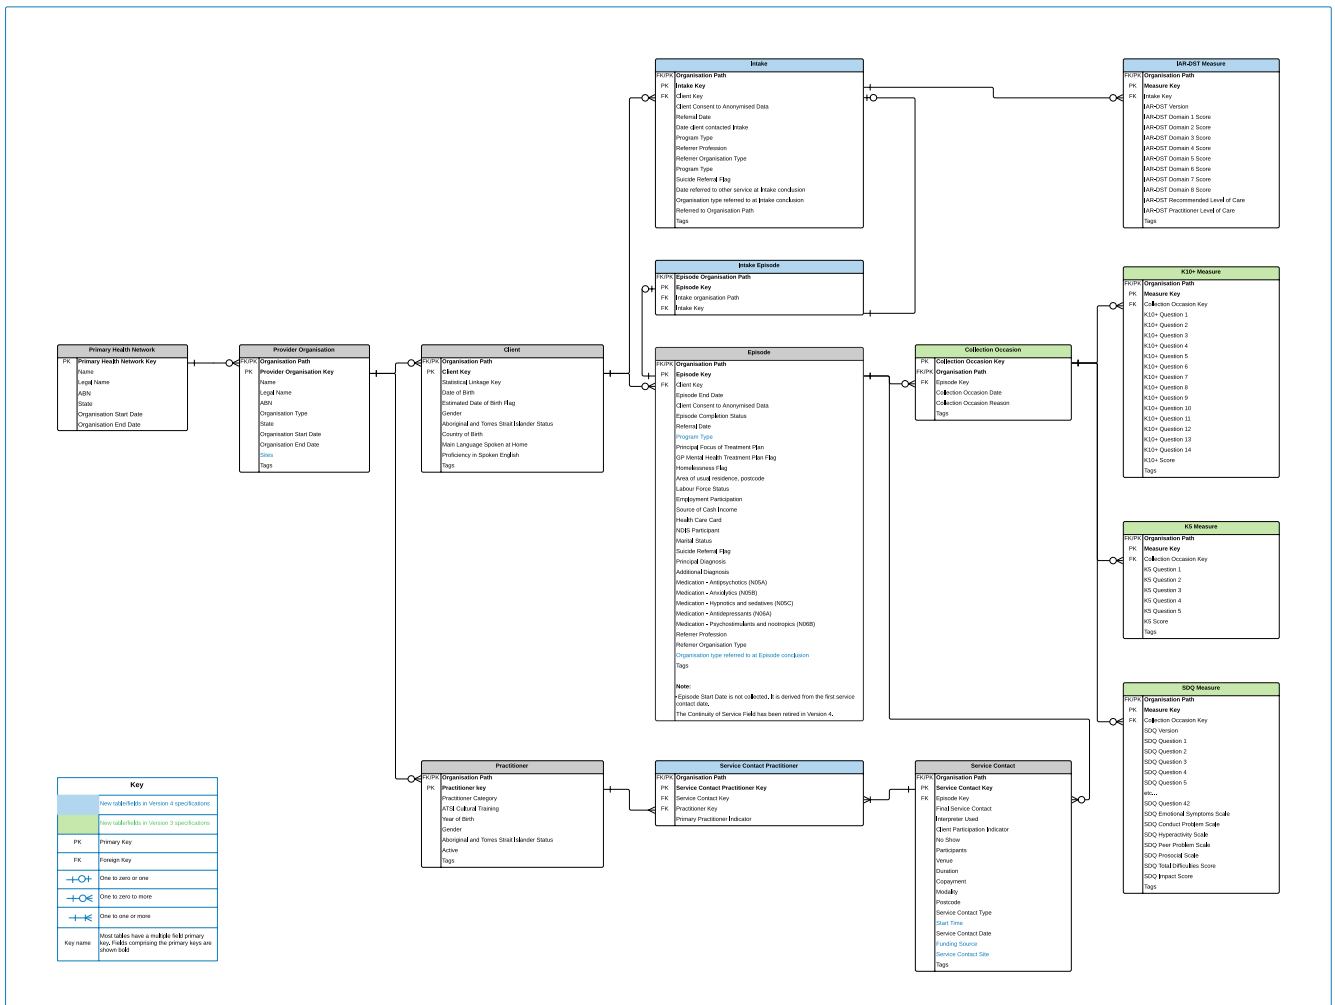 Intake
FK/PK Organisation Path
PK Intake Key
FK Client Key
Client Consent to Anonymised Data
Referral Date
Date client contacted Intake
Program Type
Referrer Profession
Referrer Organisation Type
Program Type
Suicide Referral Flag
Date referred to other service at Intake conclusion
Organisation type referred to at Intake conclusion
Referred to Organisation Path
Tags
IAR-DST Measure
FK/PK Organisation Path
PK Measure Key
FK Intake Key
IAR-DST Version
IAR-DST Domain 1 Score
IAR-DST Domain 2 Score
IAR-DST Domain 3 Score
IAR-DST Domain 4 Score
IAR-DST Domain 5 Score
IAR-DST Domain 6 Score
IAR-DST Domain 7 Score
IAR-DST Domain 8 Score
IAR-DST Recommended Level of Care
IAR-DST Practitioner Level of Care
Tags
Intake Episode
FK/PK Episode Organisation Path
PK Episode Key
FK Intake organisation Path
FK Intake Key
K10+ Measure
FK/PK Organisation Path
PK Measure Key
FK Collection Occasion Key
K10+ Question 1
K10+ Question 2
K10+ Question 3
K10+ Question 4
K10+ Question 5
K10+ Question 6
K10+ Question 7
K10+ Question 8
K10+ Question 9
K10+ Question 10
K10+ Question 11
K10+ Question 12
K10+ Question 13
K10+ Question 14
K10+ Score
Tags
Primary Health Network
PK Primary Health Network Key
Name
Legal Name
ABN
State
Organisation Start Date
Organisation End Date
Provider Organisation
FK/PK Organisation Path
PK Provider Organisation Key
Name
Legal Name
ABN
Organisation Type
State
Organisation Start Date
Organisation End Date
Sites
Tags
Client
FK/PK Organisation Path
PK Client Key
Statistical Linkage Key
Date of Birth
Estimated Date of Birth Flag
Gender
Aboriginal and Torres Strait Islander Status
Country of Birth
Main Language Spoken at Home
Proficiency in Spoken English
Tags
Episode
FK/PK Organisation Path
PK Episode Key
FK Client Key
Episode End Date
Client Consent to Anonymised Data
Episode Completion Status
Referral Date
Program Type
Principal Focus of Treatment Plan
GP Mental Health Treatment Plan Flag
Homelessness Flag
Area of usual residence, postcode
Labour Force Status
Employment Participation
Source of Cash Income
Health Care Card
NDIS Participant
Marital Status
Suicide Referral Flag
Principal Diagnosis
Additional Diagnosis
Medication - Antipsychotics (N05A)
Medication - Anxiolytics (N05B)
Medication - Hypnotics and sedatives (N05C)
Medication - Antidepressants (N06A)
Medication - Psychostimulants and nootropics (N06B)
Referrer Profession
Referrer Organisation Type
Organisation type referred to at Episode conclusion
Tags
Note:
- Episode Start Date is not collected. It is derived from the first service
contact date.
The Continuity of Service Field has been retired in Version 4.
Collection Occasion
PK Collection Occasion Key
FK/PK Organisation Path
FK Episode Key
Collection Occasion Date
Collection Occasion Reason
Tags
K5 Measure
FK/PK Organisation Path
PK Measure Key
FK Collection Occasion Key
K5 Question 1
K5 Question 2
K5 Question 3
K5 Question 4
K5 Question 5
K5 Score
Tags
SDQ Measure
FK/PK Organisation Path
PK Measure Key
FK Collection Occasion Key
SDQ Version
SDQ Question 1
SDQ Question 2
SDQ Question 3
SDQ Question 4
SDQ Question 5
etc...
SDQ Question 42
SDQ Emotional Symptoms Scale
SDQ Conduct Problem Scale
SDQ Hyperactivity Scale
SDQ Peer Problem Scale
SDQ Prosocial Scale
SDQ Total Difficulties Score
SDQ Impact Score
Tags
Practitioner
FK/PK Organisation Path
PK Practitioner key
Practitioner Category
ATSI Cultural Training
Year of Birth
Gender
Aboriginal and Torres Strait Islander Status
Active
Tags
Service Contact Practitioner
FK/PK Organisation Path
PK Service Contact Practitioner Key
FK Service Contact Key
FK Practitioner Key
Primary Practitioner Indicator
Service Contact
FK/PK Organisation Path
PK Service Contact Key
FK Episode Key
Final Service Contact
Interpreter Used
Client Participation Indicator
No Show
Participants
Venue
Duration
Copayment
Modality
Postcode
Service Contact Type
Start Time
Service Contact Date
Funding Source
Service Contact Site
Tags
Key
New table/fields in Version 4 specifications
New table/fields in Version 3 specifications
PK Primary Key
FK Foreign Key
One to zero or one
One to zero to more
One to one or more
Key name Most tables have a multiple field primary
key. Fields comprising the primary keys are
shown bold